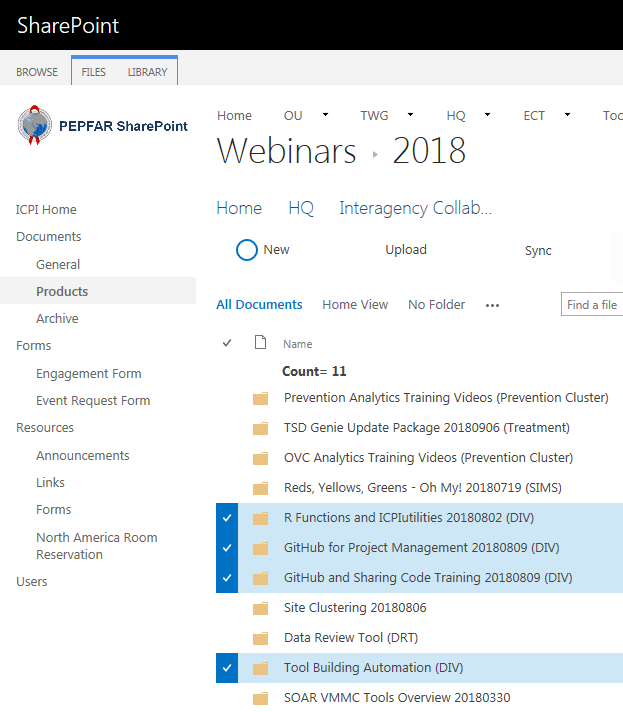 SharePoint
BROWSE FILES LIBRARY
PEPFAR SharePoint
Home OU TWG HQ ECT Too
Webinars 2018
ICPI Home
Documents
General
Products
Archive
Forms
Engagement Form
Event Request Form
Resources
Announcements
Links
Forms
North America Room
Reservation
Users
Home HQ Interagency Collab...
New Upload Sync
All Documents Home View No Folder ... Find a file
Name
Count= 11
Prevention Analytics Training Videos (Prevention Cluster)
TSD Genie Update Package 20180906 (Treatment)
OVC Analytics Training Videos (Prevention Cluster)
Reds, Yellows, Greens - Oh My! 20180719 (SIMS)
R Functions and ICPIutilities 20180802 (DIV)
GitHub for Project Management 20180809 (DIV)
GitHub and Sharing Code Training 20180809 (DIV)
Site Clustering 20180806
Data Review Tool (DRT)
Tool Building Automation (DIV)
SOAR VMMC Tools Overview 20180330